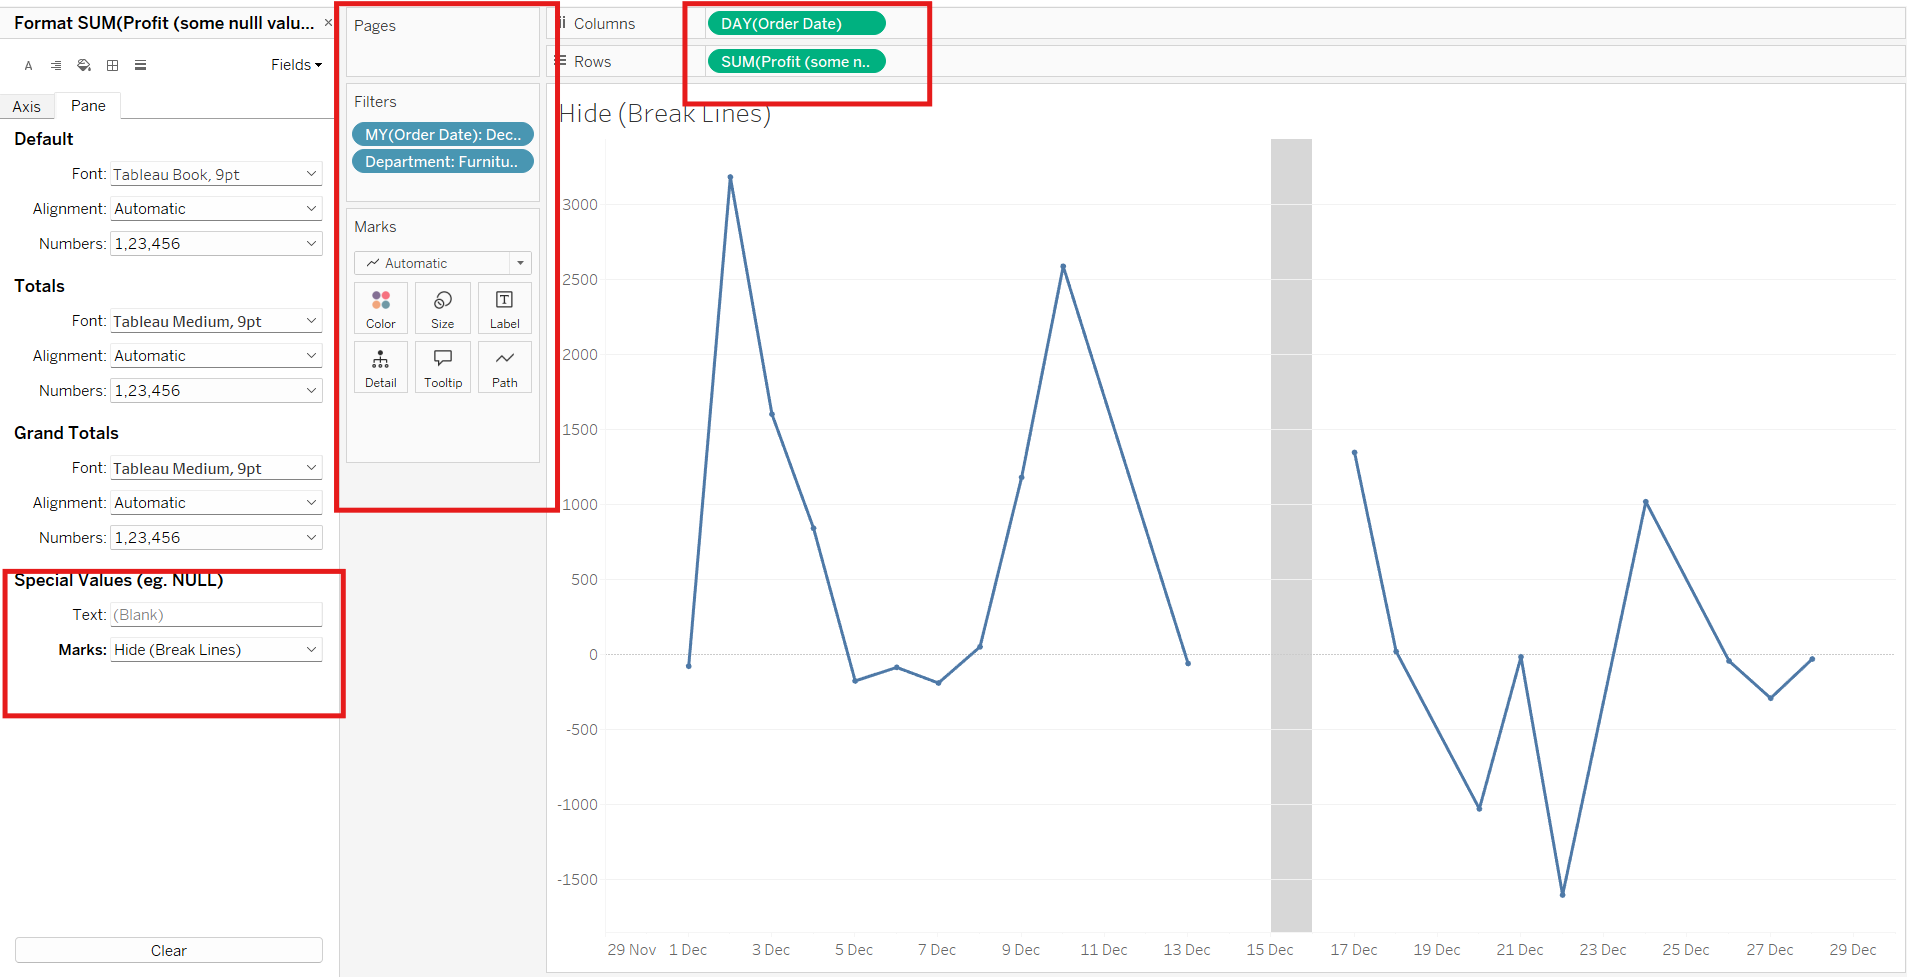 Format SUM(Profit (some nulll valu... ×
Fields
Axis
Pane
Default
Font: Tableau Book, 9pt
Alignment: Automatic
Numbers: 1,23,456
Totals
Font: Tableau Medium, 9pt
Alignment: Automatic
Numbers: 1,23,456
Grand Totals
Font: Tableau Medium, 9pt
Alignment: Automatic
Numbers: 1,23,456
Special Values (eg. NULL)
Text: (Blank)
Marks: Hide (Break Lines)
Clear
Pages
Filters
MY(Order Date): Dec..
Department: Furnitu..
Marks
Automatic
Color Size Label
Detail Tooltip Path
Columns DAY(Order Date)
Rows SUM(Profit (some n..
Hide (Break Lines)
3000
2500
2000
1500
1000
500
0
-500
-1000
-1500
29 Nov 1 Dec 3 Dec 5 Dec 7 Dec 9 Dec 11 Dec 13 Dec 15 Dec 17 Dec 19 Dec 21 Dec 23 Dec 25 Dec 27 Dec 29 Dec